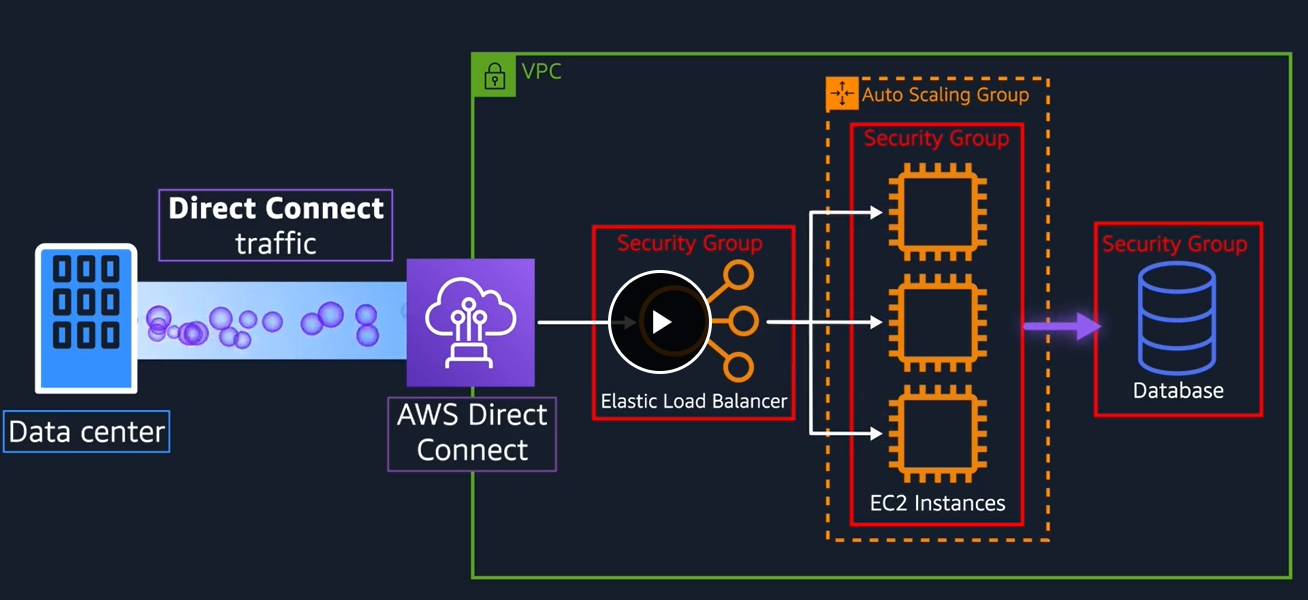 VPC
Auto Scaling Group
Security Group
Direct Connect
traffic
Security Group
Security Group
Elastic Load Balancer
Database
AWS Direct
Connect
Data center
EC2 Instances